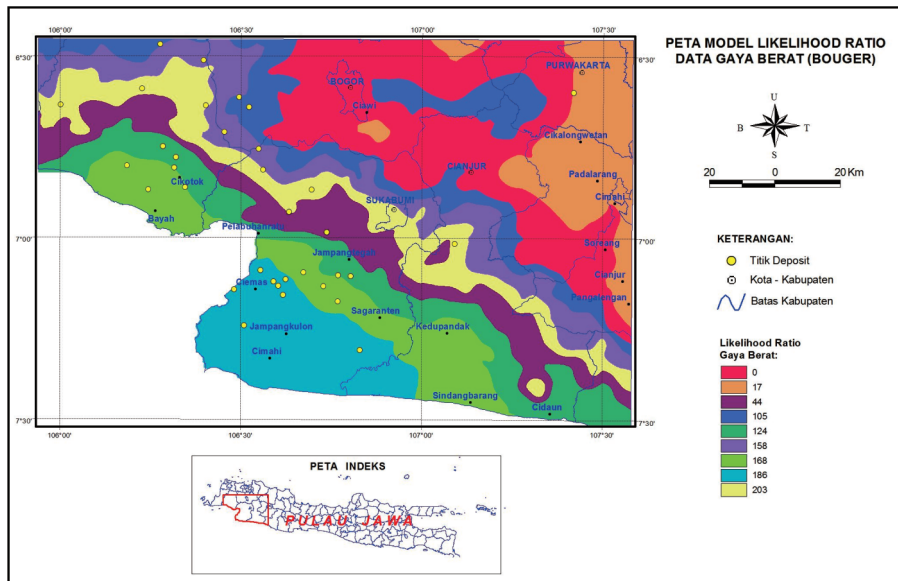 106°00'
106°30'
107°00'
107°30'
6°30'
6°30'
7°00'
7°00'
7°30'
7°30'
106°00'
106°30'
107°00'
107°30'
PURWAKARTA
BOGOR
Ciawi
Cikalongwetan
CIANJUR
Padalarang
Cikotok
Cimahi
SUKABUMI
Bayah
Pelabuhanratu
Soreang
Jampangtengah
Cianjur
Ciemas
Pangalengan
Sagaranten
Jampangkulon
Kedupandak
Cimahi
Sindangbarang
Cidaun
PETA MODEL LIKELIHOOD RATIO
DATA GAYA BERAT (BOUGER)
U
B T
S
20 0 20 Km
KETERANGAN:
Titik Deposit
Kota - Kabupaten
Batas Kabupaten
Likelihood Ratio
Gaya Berat:
0
17
44
105
124
158
168
186
203
PETA INDEKS
PULAU JAWA